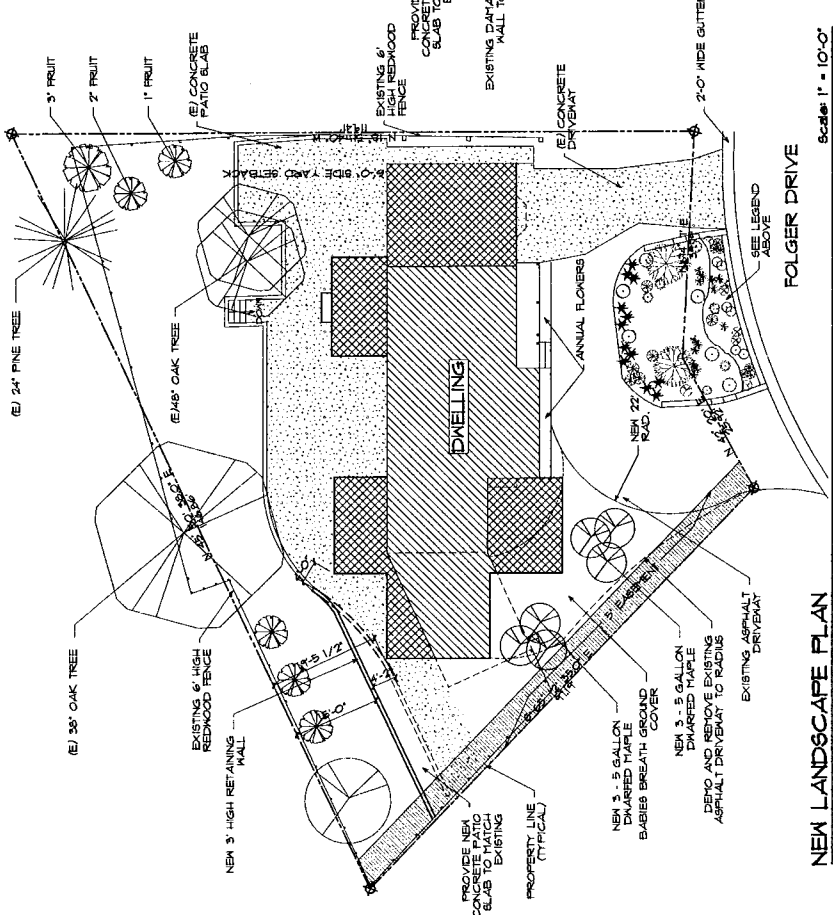 (E) 24" PINE TREE
3" FRUIT
2" FRUIT
1" FRUIT
(E) CONCRETE
PATIO SLAB
(E) 38" OAK TREE
(E)48" OAK TREE
EXISTING 6'
HIGH REDWOOD
FENCE
CONCRETE
SLAB TO
WALL TO
5'-0" SIDE YARD SETBACK
(E) CONCRETE
DRIVEWAY
2'-0" WIDE GUTTER
EXISTING 6' HIGH
REDWOOD FENCE
NEW 3' HIGH RETAINING
WALL
DWELLING
ANNUAL FLOWERS
SEE LEGEND
ABOVE
FOLGER DRIVE
NEW 22'
RAD.
5' EASEMENT
PROVIDE NEW
CONCRETE PATIO
SLAB TO MATCH
EXISTING
PROPERTY LINE
(TYPICAL)
NEW 3 - 5 GALLON
DWARFED MAPLE
BABIES BREATH GROUND
COVER
NEW 3 - 5 GALLON
DWARFED MAPLE
DEMO AND REMOVE EXISTING
ASPHALT DRIVEWAY TO RADIUS
EXISTING ASPHALT
DRIVEWAY
NEW LANDSCAPE PLAN
Scale: 1" = 10'-0"